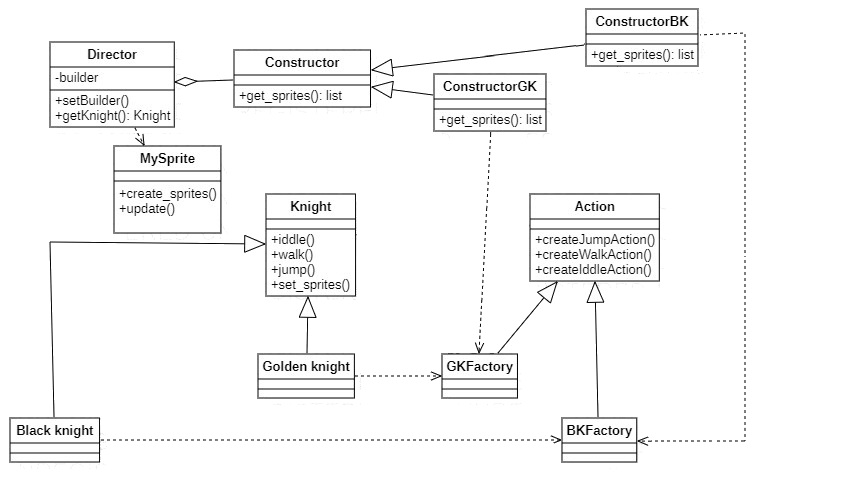 ConstructorBK
+get_sprites(): list
Director
-builder
+setBuilder()
+getKnight(): Knight
Constructor
+get_sprites(): list
ConstructorGK
+get_sprites(): list
MySprite
+create_sprites()
+update()
Knight
+iddle()
+walk()
+jump()
+set_sprites()
Action
+createJumpAction()
+createWalkAction()
+createIddleAction()
Golden knight
GKFactory
Black knight
BKFactory